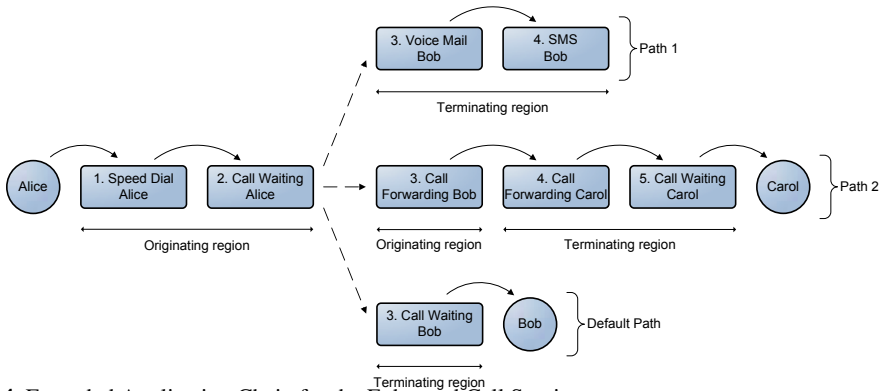 3. Voice Mail
Bob
4. SMS
Bob
Path 1
Terminating region
Alice
1. Speed Dial
Alice
2. Call Waiting
Alice
3. Call
Forwarding Bob
4. Call
Forwarding Carol
5. Call Waiting
Carol
Carol
Path 2
Originating region
Originating region
Terminating region
3. Call Waiting
Bob
Bob
Default Path
Terminating region